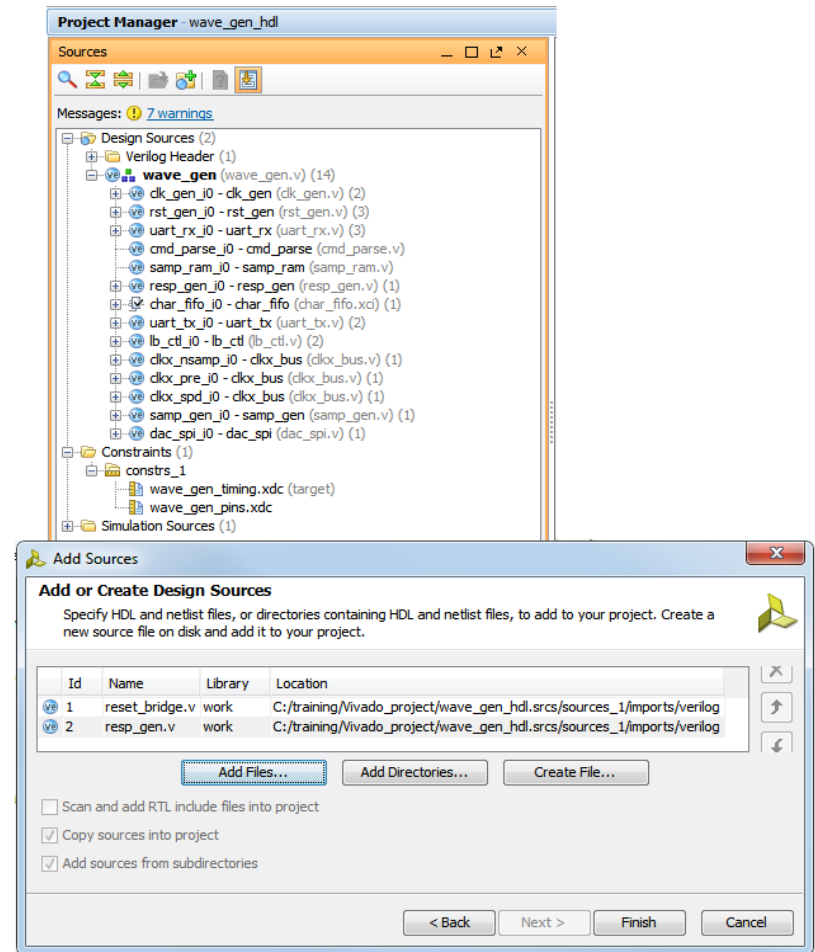 Project Manager - wave_gen_hdl
Sources
Messages: 7 warnings
Design Sources (2)
Verilog Header (1)
wave_gen (wave_gen.v) (14)
clk_gen_i0 - clk_gen (clk_gen.v) (2)
rst_gen_i0 - rst_gen (rst_gen.v) (3)
uart_rx_i0 - uart_rx (uart_rx.v) (3)
cmd_parse_i0 - cmd_parse (cmd_parse.v)
samp_ram_i0 - samp_ram (samp_ram.v)
resp_gen_i0 - resp_gen (resp_gen.v) (1)
char_fifo_i0 - char_fifo (char_fifo.xci) (1)
uart_tx_i0 - uart_tx (uart_tx.v) (2)
lb_ctl_i0 - lb_ctl (lb_ctl.v) (2)
clkx_nsamp_i0 - clkx_bus (clkx_bus.v) (1)
clkx_pre_i0 - clkx_bus (clkx_bus.v) (1)
clkx_spd_i0 - clkx_bus (clkx_bus.v) (1)
samp_gen_i0 - samp_gen (samp_gen.v) (1)
dac_spi_i0 - dac_spi (dac_spi.v) (1)
Constraints (1)
constrs_1
wave_gen_timing.xdc (target)
wave_gen_pins.xdc
Simulation Sources (1)
Add Sources
Add or Create Design Sources
Specify HDL and netlist files, or directories containing HDL and netlist files, to add to your project. Create a
new source file on disk and add it to your project.
Id Name Library Location
1 reset_bridge.v work C:/training/Vivado_project/wave_gen_hdl.srcs/sources_1/imports/verilog
2 resp_gen.v work C:/training/Vivado_project/wave_gen_hdl.srcs/sources_1/imports/verilog
Add Files... Add Directories... Create File...
Scan and add RTL include files into project
Copy sources into project
Add sources from subdirectories
< Back Next > Finish Cancel